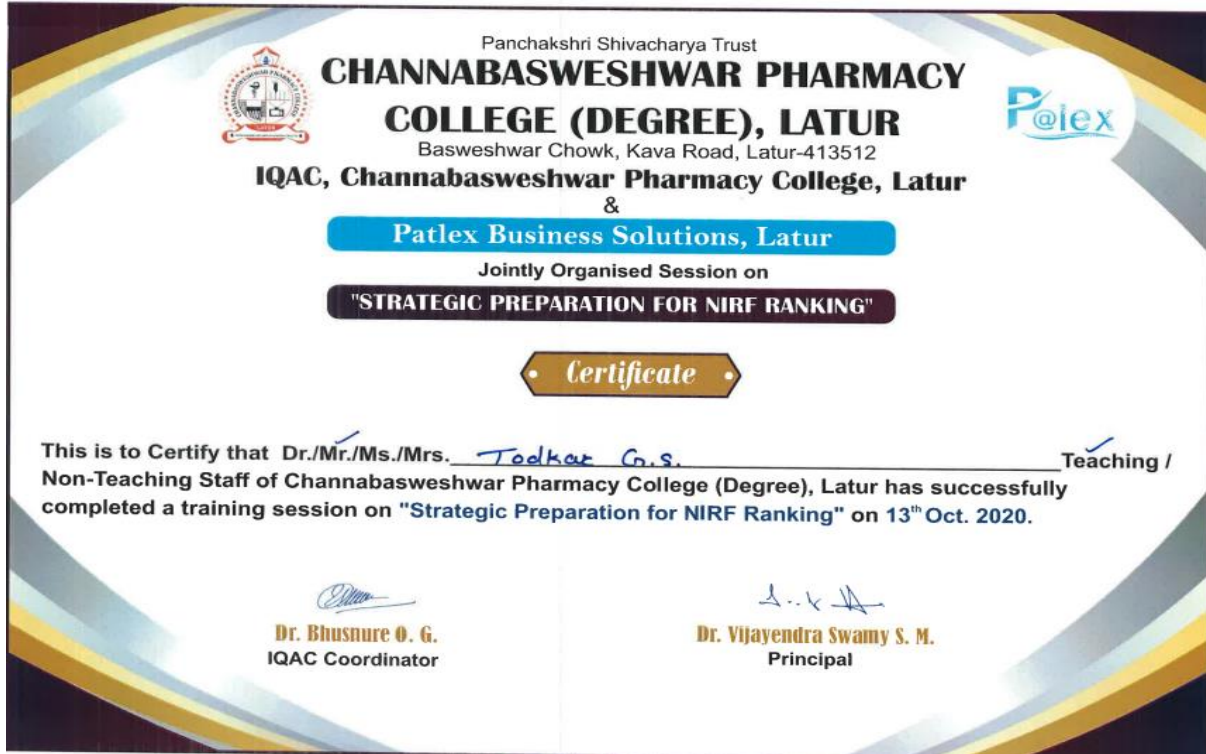 Panchakshri Shivacharya Trust
CHANNABASWESHWAR PHARMACY
COLLEGE (DEGREE), LATUR
Basweshwar Chowk, Kava Road, Latur-413512
IQAC, Channabasweshwar Pharmacy College, Latur
&
Patlex Business Solutions, Latur
Jointly Organised Session on
"STRATEGIC PREPARATION FOR NIRF RANKING"
P@lex
Certificate
This is to Certify that Dr./Mr./Ms./Mrs. Todkar G.S. Teaching /
Non-Teaching Staff of Channabasweshwar Pharmacy College (Degree), Latur has successfully
completed a training session on "Strategic Preparation for NIRF Ranking" on 13th Oct. 2020.
Dr. Bhusnure O. G.
IQAC Coordinator
Dr. Vijayendra Swamy S. M.
Principal